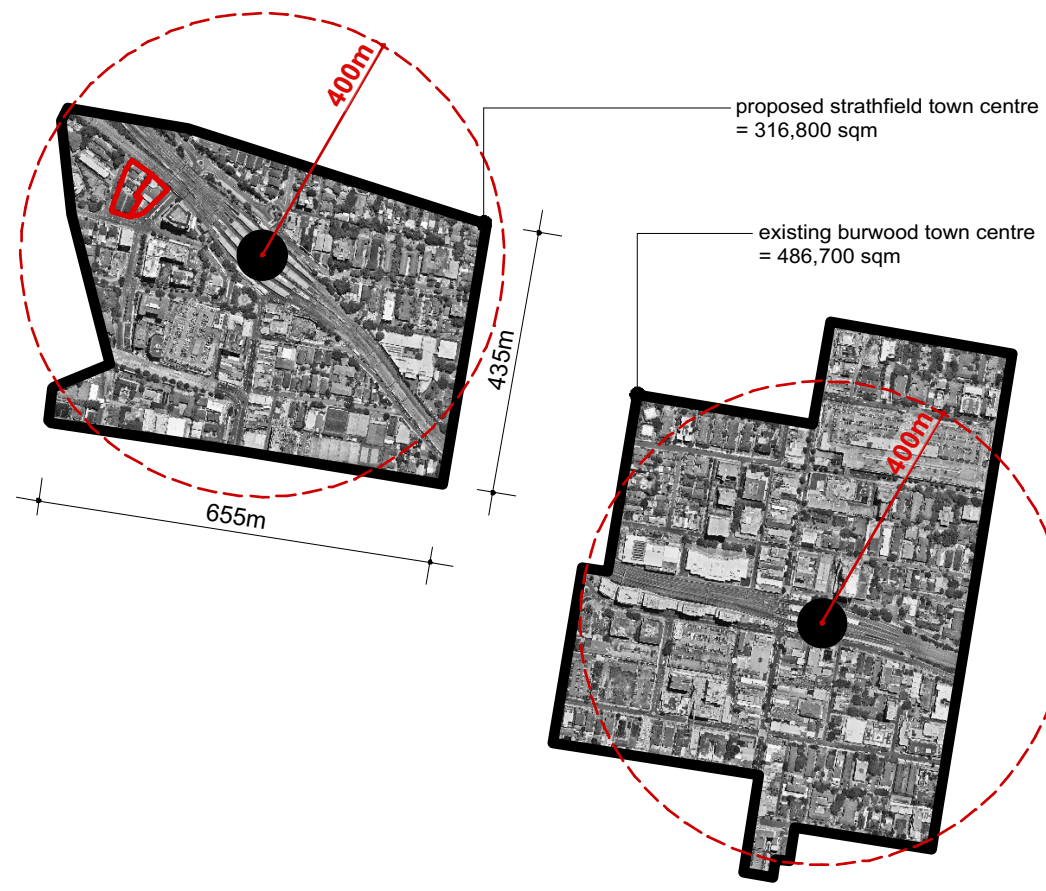 400m
proposed strathfield town centre
= 316,800 sqm
existing burwood town centre
= 486,700 sqm
435m
655m
400m